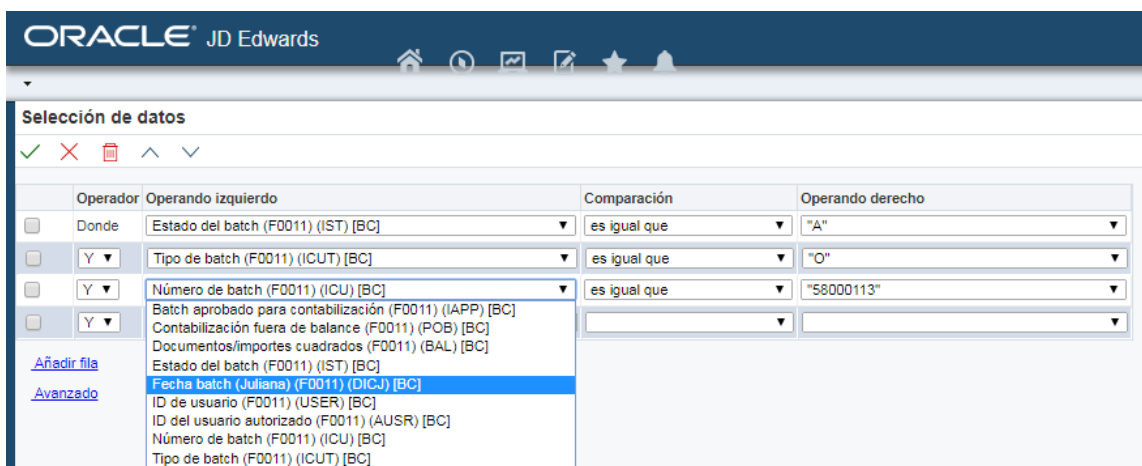 ORACLE® JD Edwards
Selección de datos
Operador Operando izquierdo Comparación Operando derecho
Donde Estado del batch (F0011) (IST) [BC] es igual que "A"
Y Tipo de batch (F0011) (ICUT) [BC] es igual que "O"
Y Número de batch (F0011) (ICU) [BC] es igual que "58000113"
Y
Batch aprobado para contabilización (F0011) (IAPP) [BC]
Contabilización fuera de balance (F0011) (POB) [BC]
Documentos/importes cuadrados (F0011) (BAL) [BC]
Estado del batch (F0011) (IST) [BC]
Fecha batch (Juliana) (F0011) (DICJ) [BC]
ID de usuario (F0011) (USER) [BC]
ID del usuario autorizado (F0011) (AUSR) [BC]
Número de batch (F0011) (ICU) [BC]
Tipo de batch (F0011) (ICUT) [BC]
Añadir fila
Avanzado